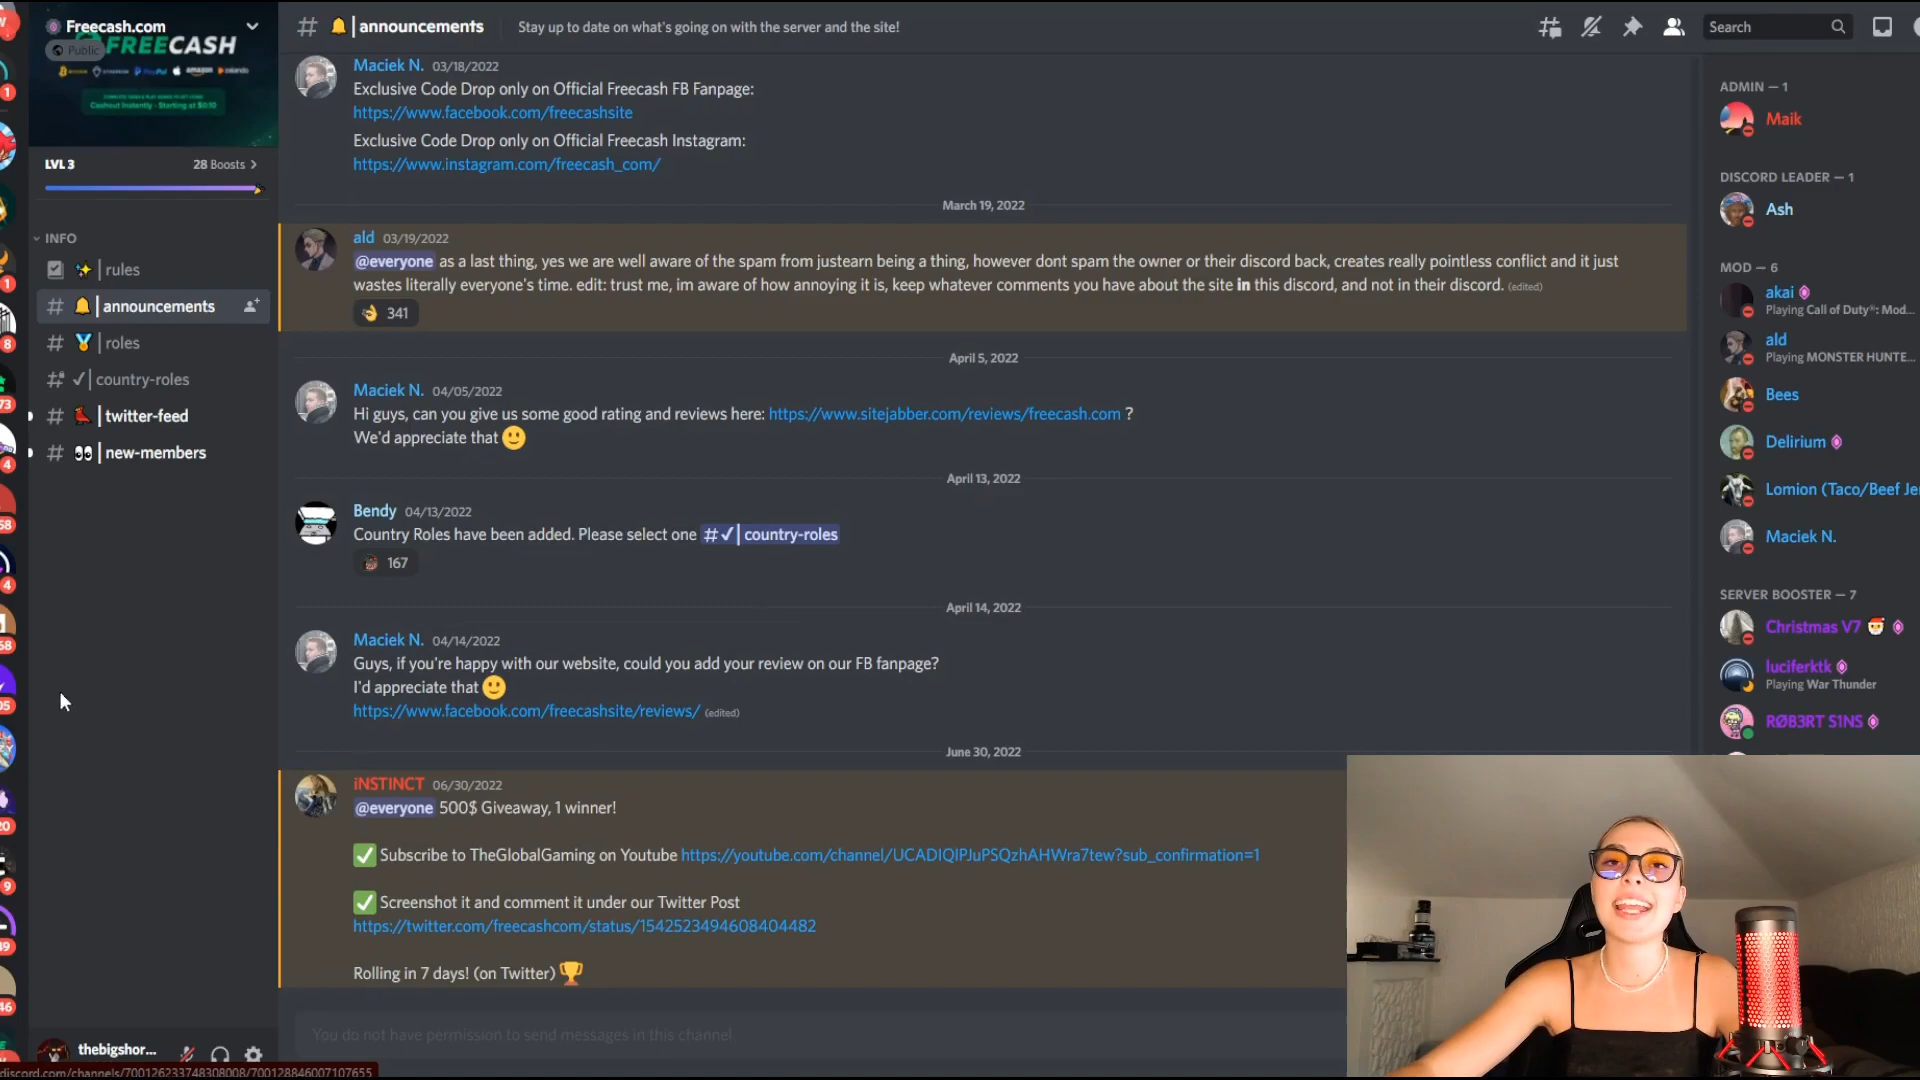 Freecash.com
Public
FREECASH
Cashout Instantly - Starting at $0.10
LVL 3
28 Boosts
INFO
rules
announcements
roles
country-roles
twitter-feed
new-members
thebigshor...
discord.com/channels/700126233748308008/700128846007107655
announcements
Stay up to date on what's going on with the server and the site!
Search
Maciek N. 03/18/2022
Exclusive Code Drop only on Official Freecash FB Fanpage:
https://www.facebook.com/freecashsite
Exclusive Code Drop only on Official Freecash Instagram:
https://www.instagram.com/freecash_com/
March 19, 2022
ald 03/19/2022
@everyone as a last thing, yes we are well aware of the spam from justearn being a thing, however dont spam the owner or their discord back, creates really pointless conflict and it just
wastes literally everyone's time. edit: trust me, im aware of how annoying it is, keep whatever comments you have about the site in this discord, and not in their discord. (edited)
👌 341
April 5, 2022
Maciek N. 04/05/2022
Hi guys, can you give us some good rating and reviews here: https://www.sitejabber.com/reviews/freecash.com ?
We'd appreciate that 🙂
April 13, 2022
Bendy 04/13/2022
Country Roles have been added. Please select one #✓| country-roles
167
April 14, 2022
Maciek N. 04/14/2022
Guys, if you're happy with our website, could you add your review on our FB fanpage?
I'd appreciate that 🙂
https://www.facebook.com/freecashsite/reviews/ (edited)
June 30, 2022
iNSTINCT 06/30/2022
@everyone 500$ Giveaway, 1 winner!
✅ Subscribe to TheGlobalGaming on Youtube https://youtube.com/channel/UCADIQlPJuPSQzhAHWra7tew?sub_confirmation=1
✅ Screenshot it and comment it under our Twitter Post
https://twitter.com/freecashcom/status/1542523494608404482
Rolling in 7 days! (on Twitter) 🏆
You do not have permission to send messages in this channel
ADMIN — 1
Maik
DISCORD LEADER — 1
Ash
MOD — 6
akai
Playing Call of Duty®: Mod...
ald
Playing MONSTER HUNTE...
Bees
Delirium
Lomion (Taco/Beef Je
Maciek N.
SERVER BOOSTER — 7
Christmas V7 🎅
luciferktk
Playing War Thunder
RØB3RT S1NS